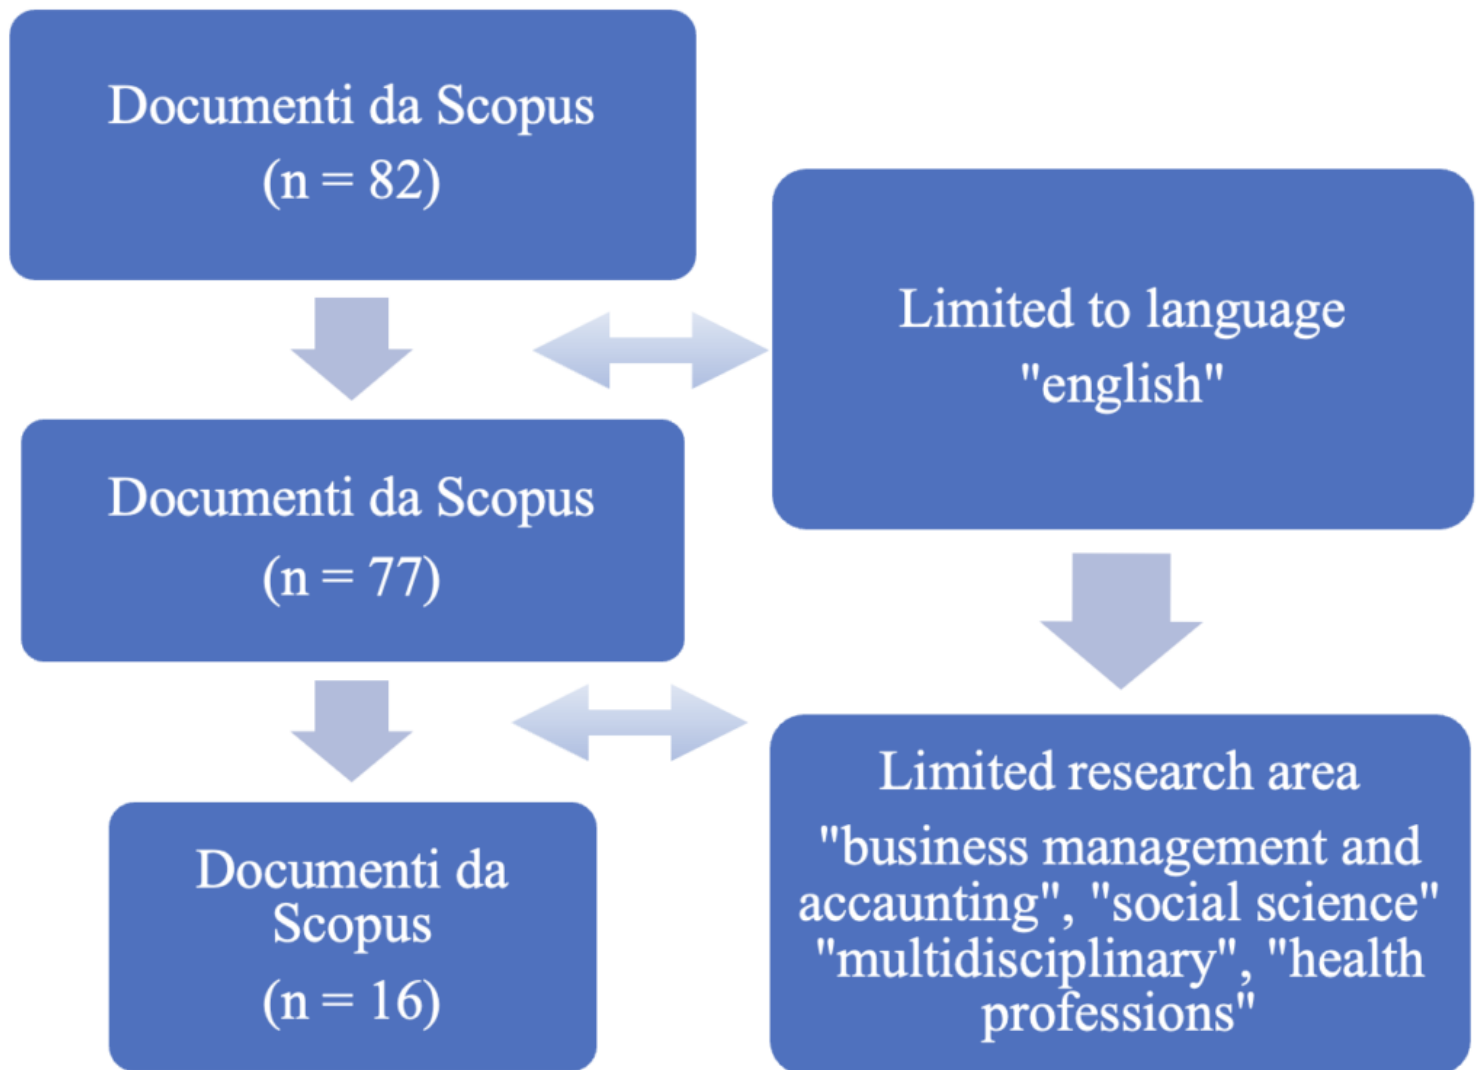 Documenti da Scopus
(n = 82)
Limited to language
"english"
Documenti da Scopus
(n = 77)
Limited research area
"business management and
accaunting", "social science"
"multidisciplinary", "health
professions"
Documenti da
Scopus
(n = 16)